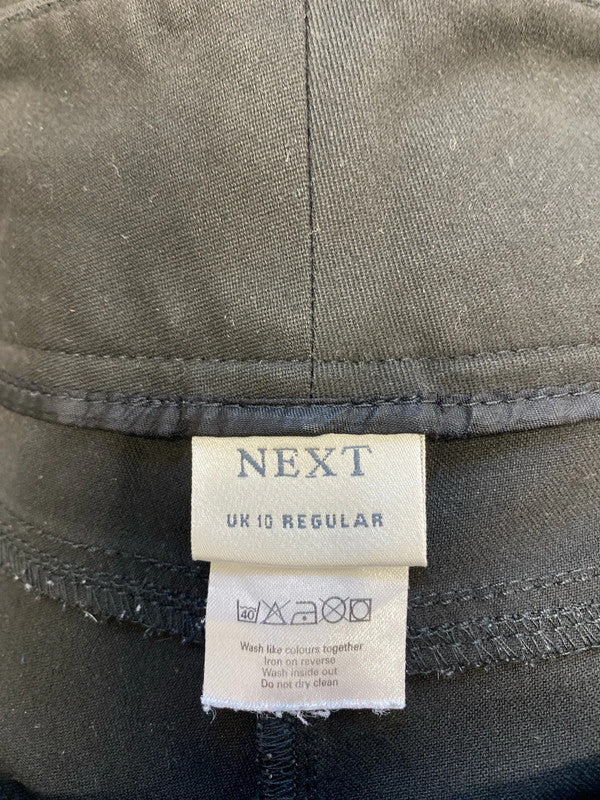 NEXT
UK 10 REGULAR
40
Wash like colours together
Iron on reverse
Wash inside out
Do not dry clean